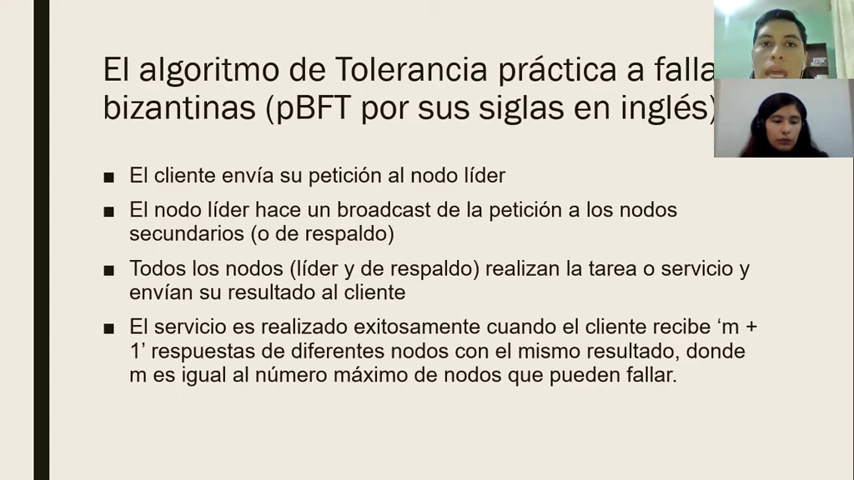 El algoritmo de Tolerancia práctica a falla
bizantinas (pBFT por sus siglas en inglés)
■ El cliente envía su petición al nodo líder
■ El nodo líder hace un broadcast de la petición a los nodos
secundarios (o de respaldo)
■ Todos los nodos (líder y de respaldo) realizan la tarea o servicio y
envían su resultado al cliente
■ El servicio es realizado exitosamente cuando el cliente recibe ‘m +
1’ respuestas de diferentes nodos con el mismo resultado, donde
m es igual al número máximo de nodos que pueden fallar.